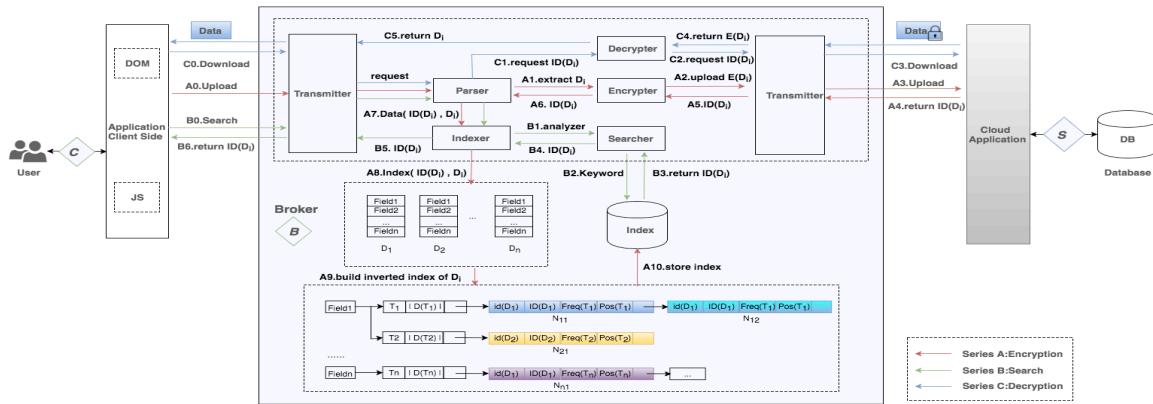 Data
C0.Download
A0.Upload
B0.Search
B6.return ID(Di)
DOM
Application
Client Side
JS
User
C
Transmitter
C5.return Di
request
C1.request ID(Di)
Parser
A7.Data( ID(Di) , Di)
Indexer
B5. ID(Di)
A1.extract Di
A6. ID(Di)
B1.analyzer
B4. ID(Di)
Decrypter
Encrypter
Searcher
C4.return E(Di)
C2.request ID(Di)
A2.upload E(Di)
A5.ID(Di)
Transmitter
Data
C3.Download
A3.Upload
A4.return ID(Di)
Cloud
Application
S
DB
Database
A8.Index( ID(Di) , Di)
B2.Keyword
B3.return ID(Di)
Index
Broker
B
Field1 Field1 Field1
Field2 Field2 ... Field2
... ... ...
Fieldn Fieldn Fieldn
D1 D2 Dn
A9.build inverted index of Di
A10.store index
Field1 T1 | D(T1) | id(D1) ID(D1) Freq(T1) Pos(T1) id(D1) ID(D1) Freq(T1) Pos(T1)
N11 N12
T2 | D(T2) | id(D2) ID(D2) Freq(T2) Pos(T2)
N21
......
Fieldn Tn | D(Tn) | id(D1) ID(D1) Freq(Tn) Pos(Tn) ...
Nn1
Series A:Encryption
Series B:Search
Series C:Decryption